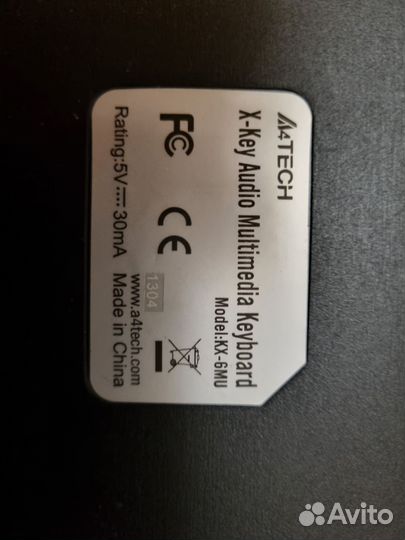 A4TECH
X-Key Audio Multimedia Keyboard
Model:KX-6MU
FC CE 1304
Rating:5V 30mA
www.a4tech.com
Made in China
Avito